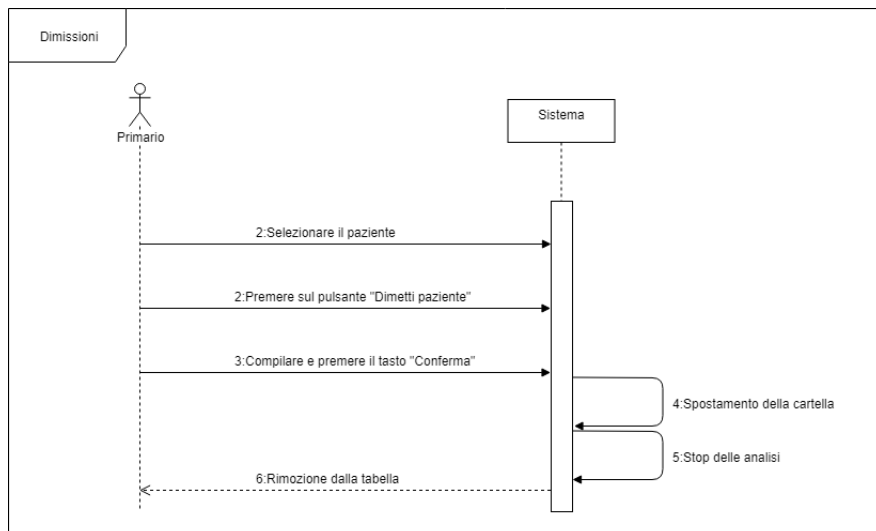 Dimissioni
Primario
Sistema
2:Selezionare il paziente
2:Premere sul pulsante "Dimetti paziente"
3:Compilare e premere il tasto "Conferma"
4:Spostamento della cartella
5:Stop delle analisi
6:Rimozione dalla tabella